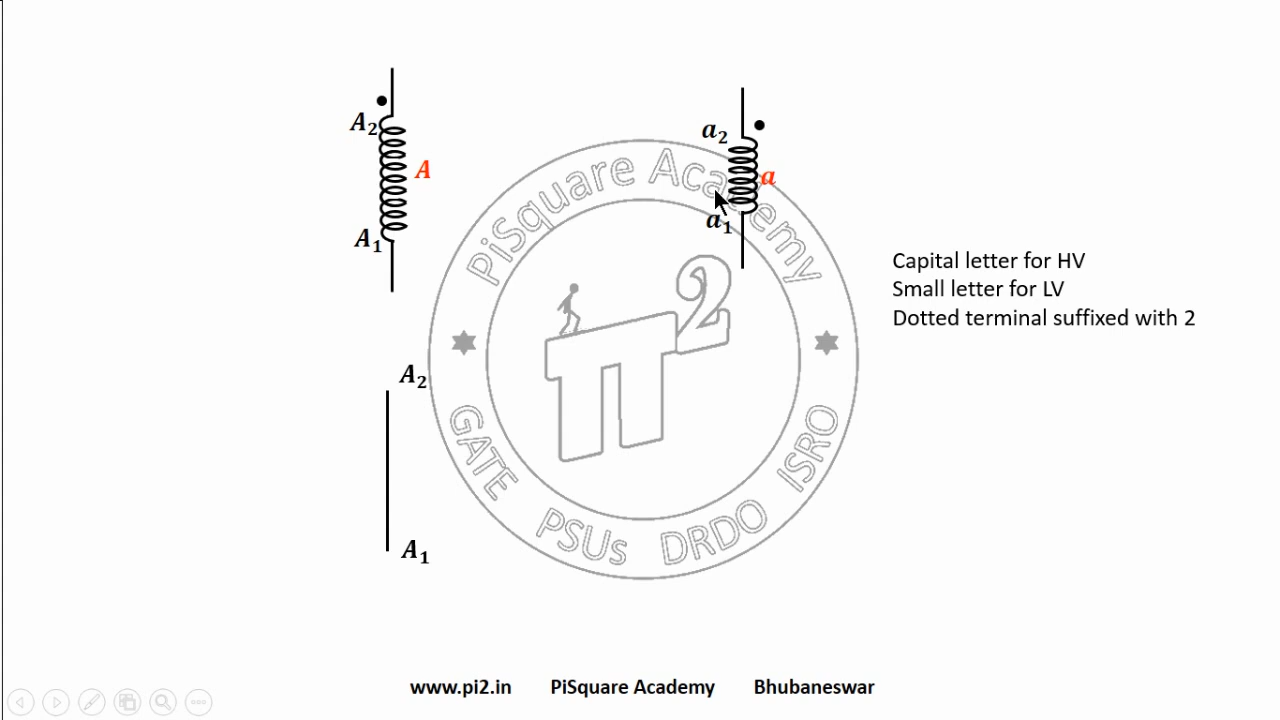 A2
A
A1
a2
a
a1
Capital letter for HV
Small letter for LV
Dotted terminal suffixed with 2
A2
A1
PiSquare Academy
π2
GATE PSUs DRDO ISRO
www.pi2.in PiSquare Academy Bhubaneswar